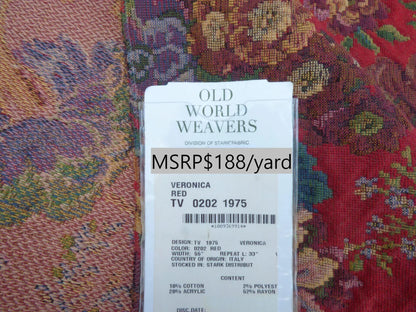 OLD
WORLD
WEAVERS
DIVISION OF STARK FABRIC
MSRP$188/yard
VERONICA
RED
TV 0202 1975
DESIGN: TV 1975 VERONICA
COLOR: 0202 RED
WIDTH: 56" REPEAT L: 33"
COUNTRY OF ORIGIN: ITALY
STOCKED IN: STARK DISTRIBUT
CONTENT
18% COTTON 2% POLYEST
28% ACRYLIC 52% RAYON
DISC DATE: